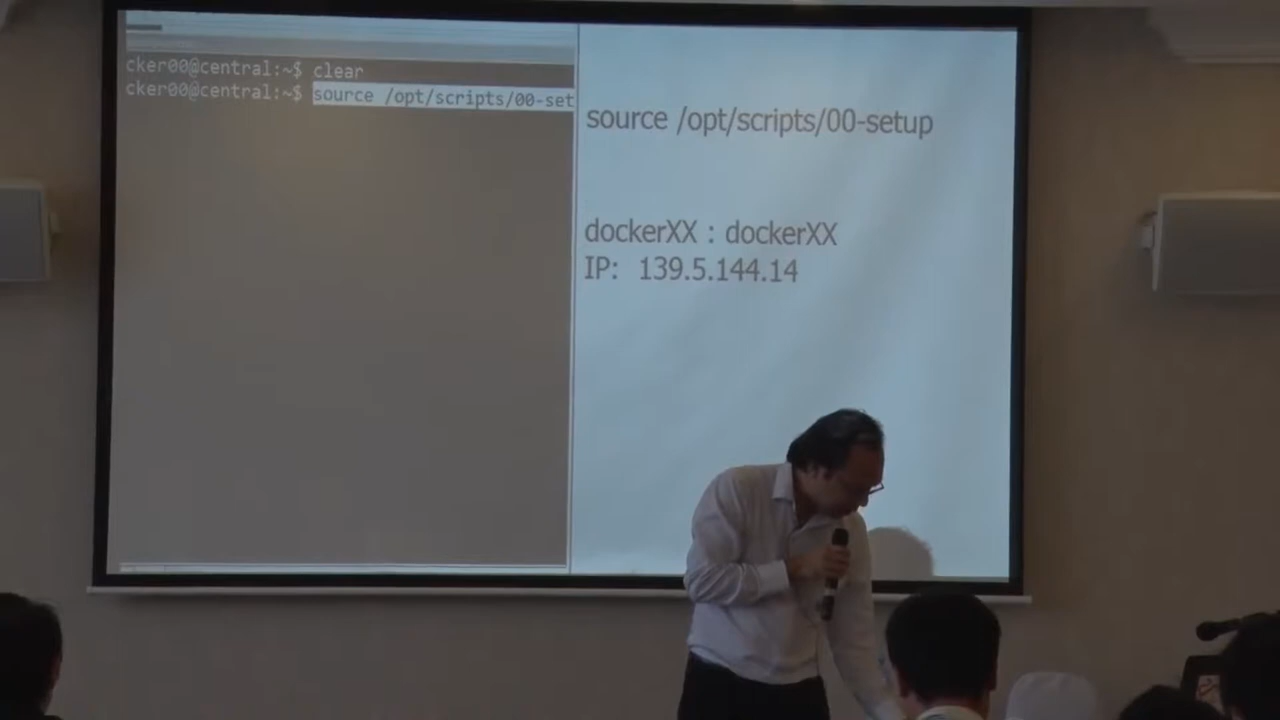 cker00@central:~$ clear
cker00@central:~$ source /opt/scripts/00-set
source /opt/scripts/00-setup
dockerXX : dockerXX
IP: 139.5.144.14